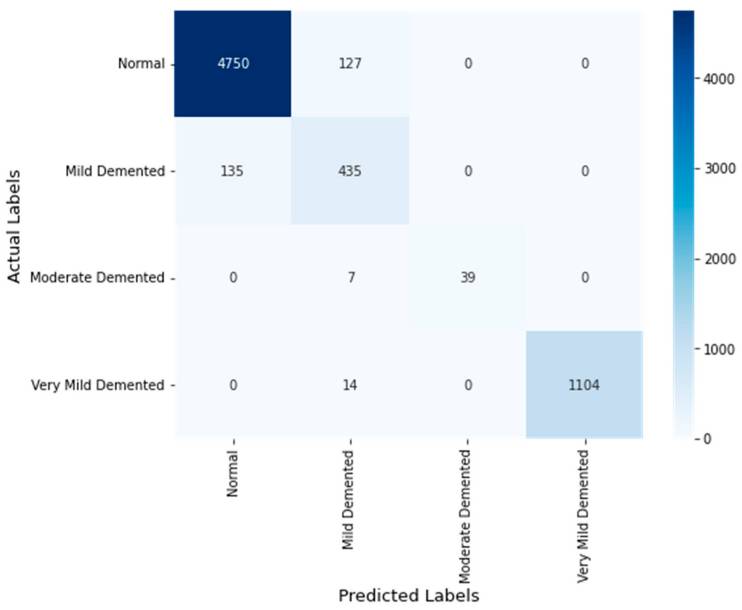 Actual Labels
Normal 4750 127 0 0
Mild Demented 135 435 0 0
Moderate Demented 0 7 39 0
Very Mild Demented 0 14 0 1104
4000
3000
2000
1000
0
Normal
Mild Demented
Moderate Demented
Very Mild Demented
Predicted Labels